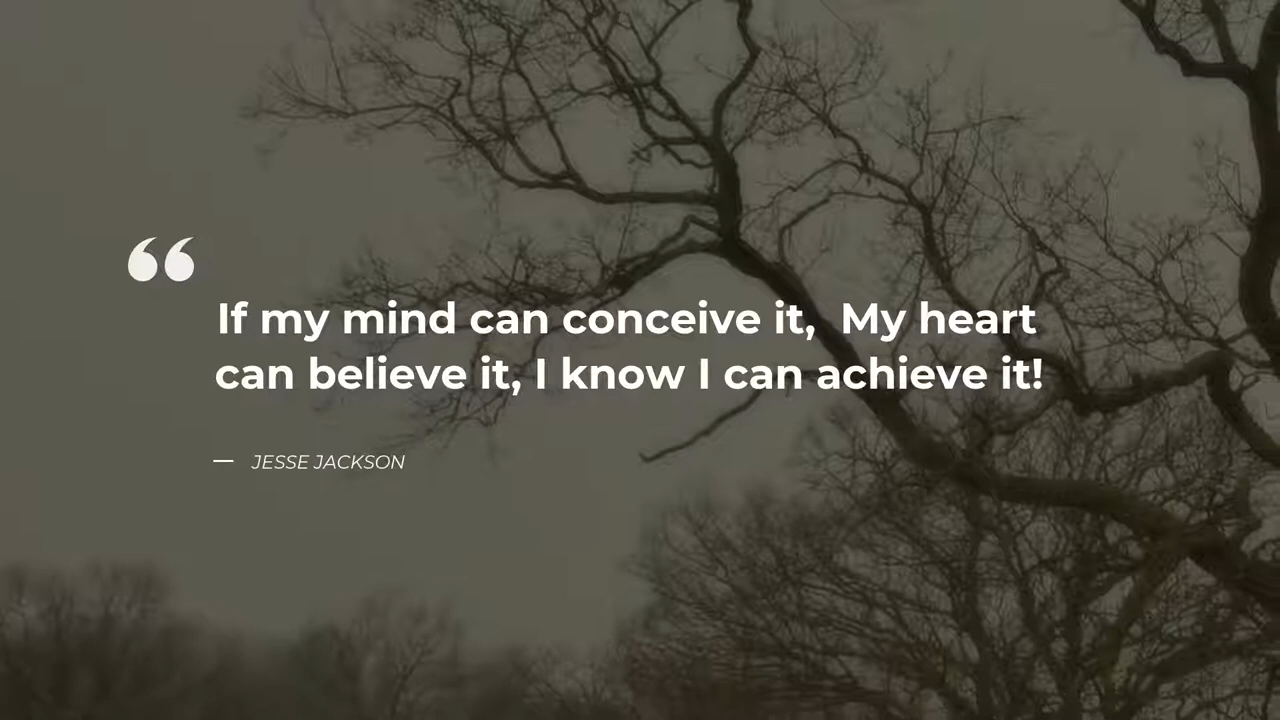 “
If my mind can conceive it,  My heart
can believe it, I know I can achieve it!
— JESSE JACKSON